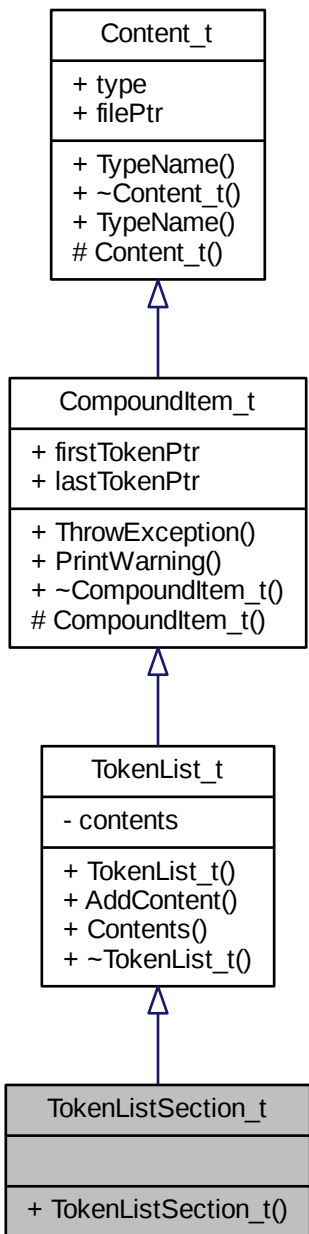 Content_t
+ type
+ filePtr
+ TypeName()
+ ~Content_t()
+ TypeName()
# Content_t()
CompoundItem_t
+ firstTokenPtr
+ lastTokenPtr
+ ThrowException()
+ PrintWarning()
+ ~CompoundItem_t()
# CompoundItem_t()
TokenList_t
- contents
+ TokenList_t()
+ AddContent()
+ Contents()
+ ~TokenList_t()
TokenListSection_t
+ TokenListSection_t()